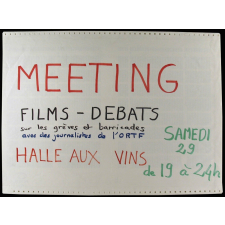 MEETING
FILMS - DEBATS
sur les grèves et barricades
avec des journalistes de l'ORTF
SAMEDI
29
HALLE AUX VINS
de 19 à 24h